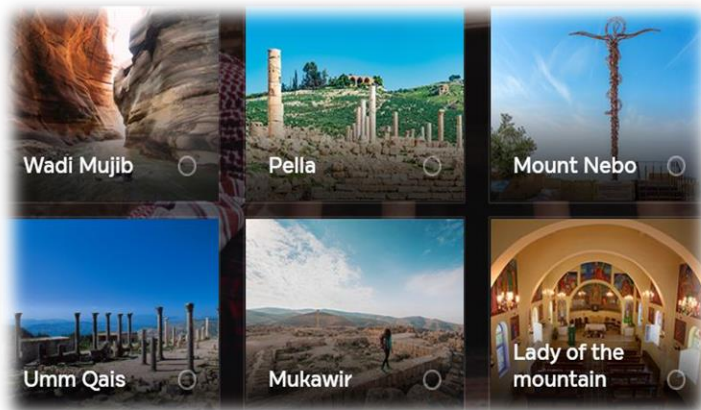 Wadi Mujib
Pella
Mount Nebo
Umm Qais
Mukawir
Lady of the
mountain